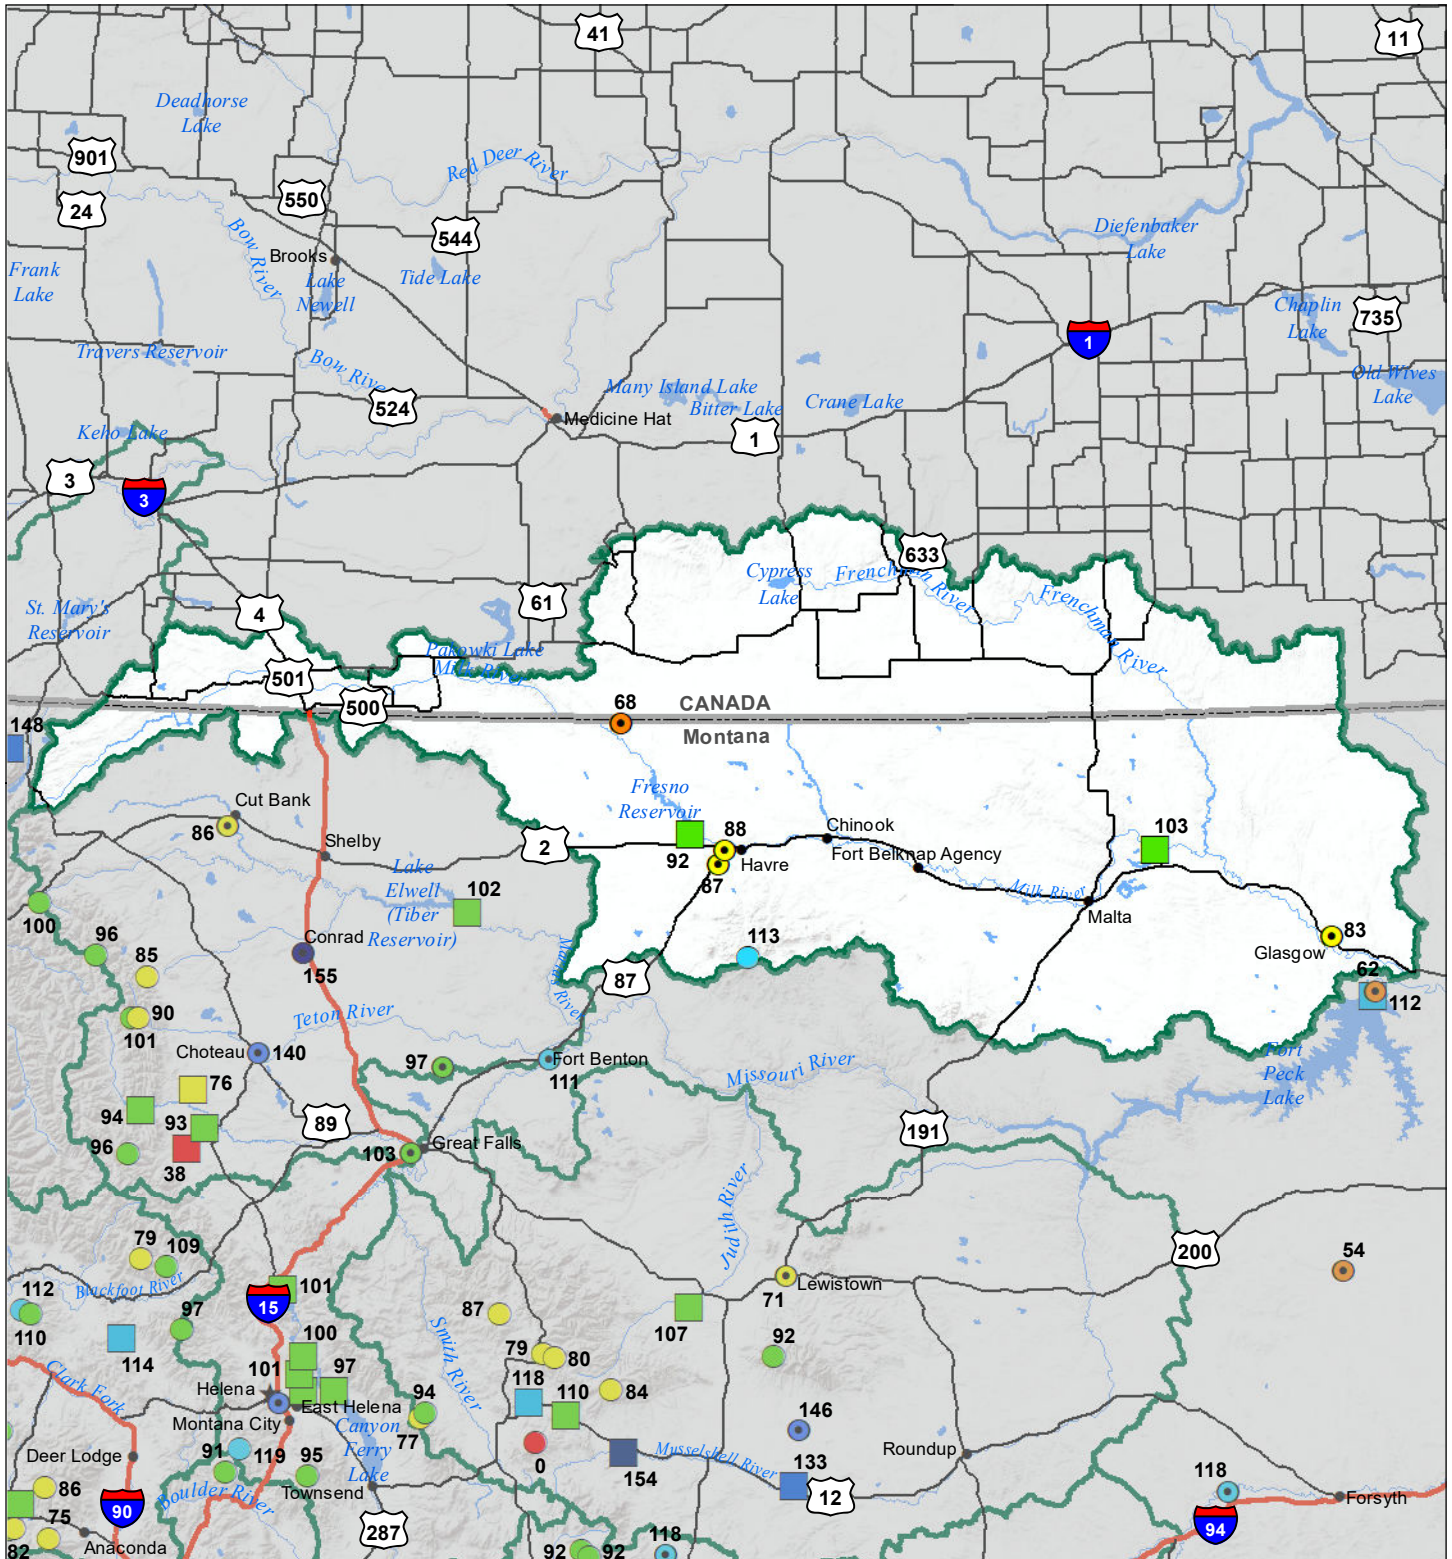 41
11
Deadhorse
Lake
901
Red Deer River
550
24
544
Bow River
Diefenbaker
Lake
Brooks
Frank
Lake
Lake
Newell
Tide Lake
Chaplin
Lake
735
1
Travers Reservoir
Bow River
Many Island Lake
Old Wives
Lake
524
Bitter Lake
Crane Lake
Medicine Hat
Keho Lake
1
3
3
633
Cypress
Lake
Frenchman River
Frenchman River
61
4
St. Mary's
Reservoir
Pakowki Lake
Milk River
501
500
68
CANADA
Montana
148
Fresno
Reservoir
Cut Bank
86
88
Chinook
103
Shelby
2
92
Havre
Fort Belknap Agency
87
Lake
Elwell
(Tiber
Reservoir)
102
Milk River
Malta
100
Conrad
113
83
Glasgow
96
85
155
Marias River
87
62
112
90
101
Teton River
Choteau
140
97
Fort Benton
111
Missouri River
Fort
Peck
Lake
76
94
93
89
191
96
38
103
Great Falls
Judith River
79
109
200
54
Blackfoot River
112
110
101
15
97
87
107
Lewistown
71
114
100
Smith River
79
80
92
101
97
118
110
84
Clark Fork
Helena
East Helena
94
77
146
Montana City
Canyon
Ferry
Lake
91
119
95
0
154
Musselshell River
133
Roundup
Deer Lodge
86
Boulder River
Townsend
12
118
Forsyth
90
75
287
94
82
Anaconda
92
92
118